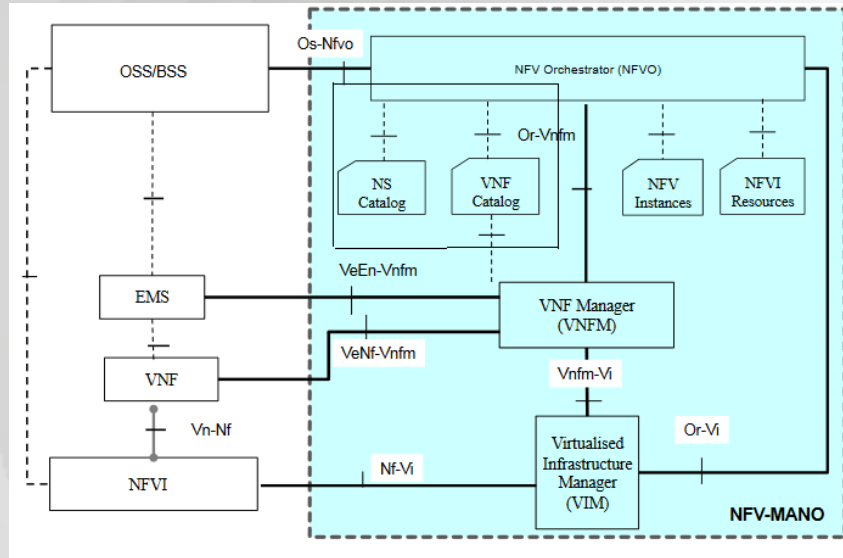 Os-Nfvo
OSS/BSS
NFV Orchestrator (NFVO)
Or-Vnfm
NS
Catalog
VNF
Catalog
NFV
Instances
NFVI
Resources
VeEn-Vnfm
EMS
VNF Manager
(VNFM)
VeNf-Vnfm
VNF
Vnfm-Vi
Vn-Nf
Or-Vi
Virtualised
Infrastructure
Manager
(VIM)
Nf-Vi
NFVI
NFV-MANO